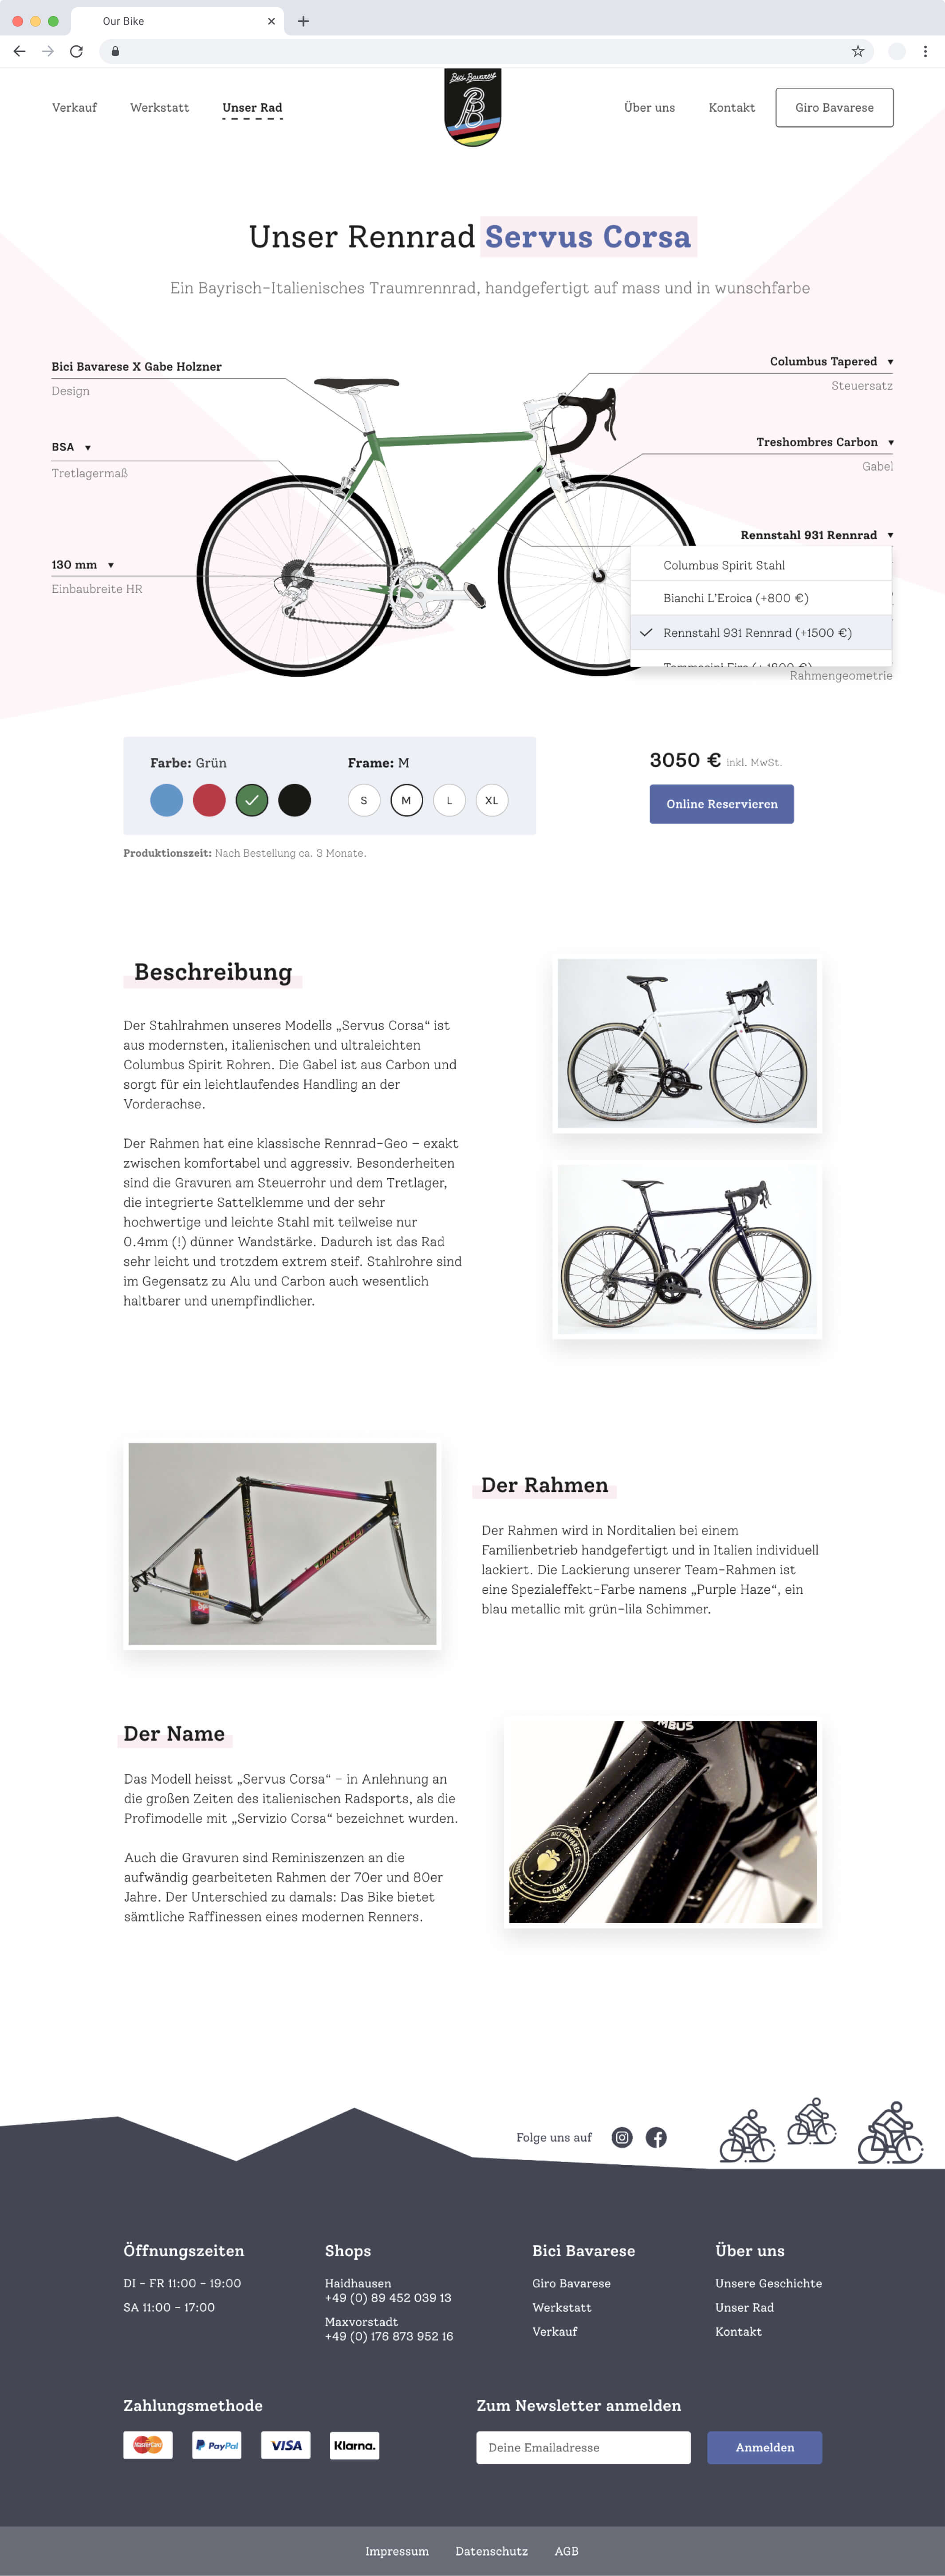 Our Bike
Verkauf
Werkstatt
Unser Rad
Bici Bavarese
B
Über uns
Kontakt
Giro Bavarese
Unser Rennrad Servus Corsa
Ein Bayrisch-Italienisches Traumrennrad, handgefertigt auf mass und in wunschfarbe
Bici Bavarese X Gabe Holzner
Design
Columbus Tapered
Steuersatz
BSA
Tretlagermaß
Treshombres Carbon
Gabel
130 mm
Einbaubreite HR
Rennstahl 931 Rennrad
Columbus Spirit Stahl
Bianchi L'Eroica (+800 €)
Rennstahl 931 Rennrad (+1500 €)
Rahmengeometrie
Farbe: Grün
Frame: M
S
M
L
XL
3050 € inkl. MwSt.
Online Reservieren
Produktionszeit: Nach Bestellung ca. 3 Monate.
Beschreibung
Der Stahlrahmen unseres Modells „Servus Corsa“ ist
aus modernsten, italienischen und ultraleichten
Columbus Spirit Rohren. Die Gabel ist aus Carbon und
sorgt für ein leichtlaufendes Handling an der
Vorderachse.
Der Rahmen hat eine klassische Rennrad-Geo – exakt
zwischen komfortabel und aggressiv. Besonderheiten
sind die Gravuren am Steuerrohr und dem Tretlager,
die integrierte Sattelklemme und der sehr
hochwertige und leichte Stahl mit teilweise nur
0.4mm (!) dünner Wandstärke. Dadurch ist das Rad
sehr leicht und trotzdem extrem steif. Stahlrohre sind
im Gegensatz zu Alu und Carbon auch wesentlich
haltbarer und unempfindlicher.
Der Rahmen
Der Rahmen wird in Norditalien bei einem
Familienbetrieb handgefertigt und in Italien individuell
lackiert. Die Lackierung unserer Team-Rahmen ist
eine Spezialeffekt-Farbe namens „Purple Haze“, ein
blau metallic mit grün-lila Schimmer.
Der Name
Das Modell heisst „Servus Corsa“ – in Anlehnung an
die großen Zeiten des italienischen Radsports, als die
Profimodelle mit „Servizio Corsa“ bezeichnet wurden.
Auch die Gravuren sind Reminiszenzen an die
aufwändig gearbeiteten Rahmen der 70er und 80er
Jahre. Der Unterschied zu damals: Das Bike bietet
sämtliche Raffinessen eines modernen Renners.
MBUS
BICI BAVARESE
GABE
Folge uns auf
Öffnungszeiten
DI - FR 11:00 - 19:00
SA 11:00 - 17:00
Shops
Haidhausen
+49 (0) 89 452 039 13
Maxvorstadt
+49 (0) 176 873 952 16
Bici Bavarese
Giro Bavarese
Werkstatt
Verkauf
Über uns
Unsere Geschichte
Unser Rad
Kontakt
Zahlungsmethode
MasterCard
PayPal
VISA
Klarna.
Zum Newsletter anmelden
Deine Emailadresse
Anmelden
Impressum
Datenschutz
AGB